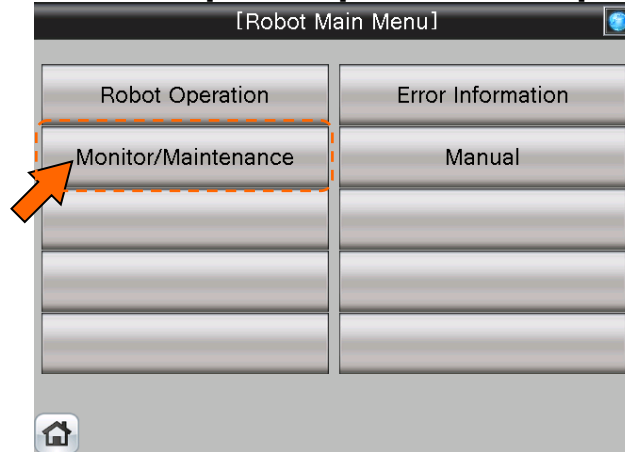 [Robot Main Menu]
Robot Operation
Error Information
Monitor/Maintenance
Manual